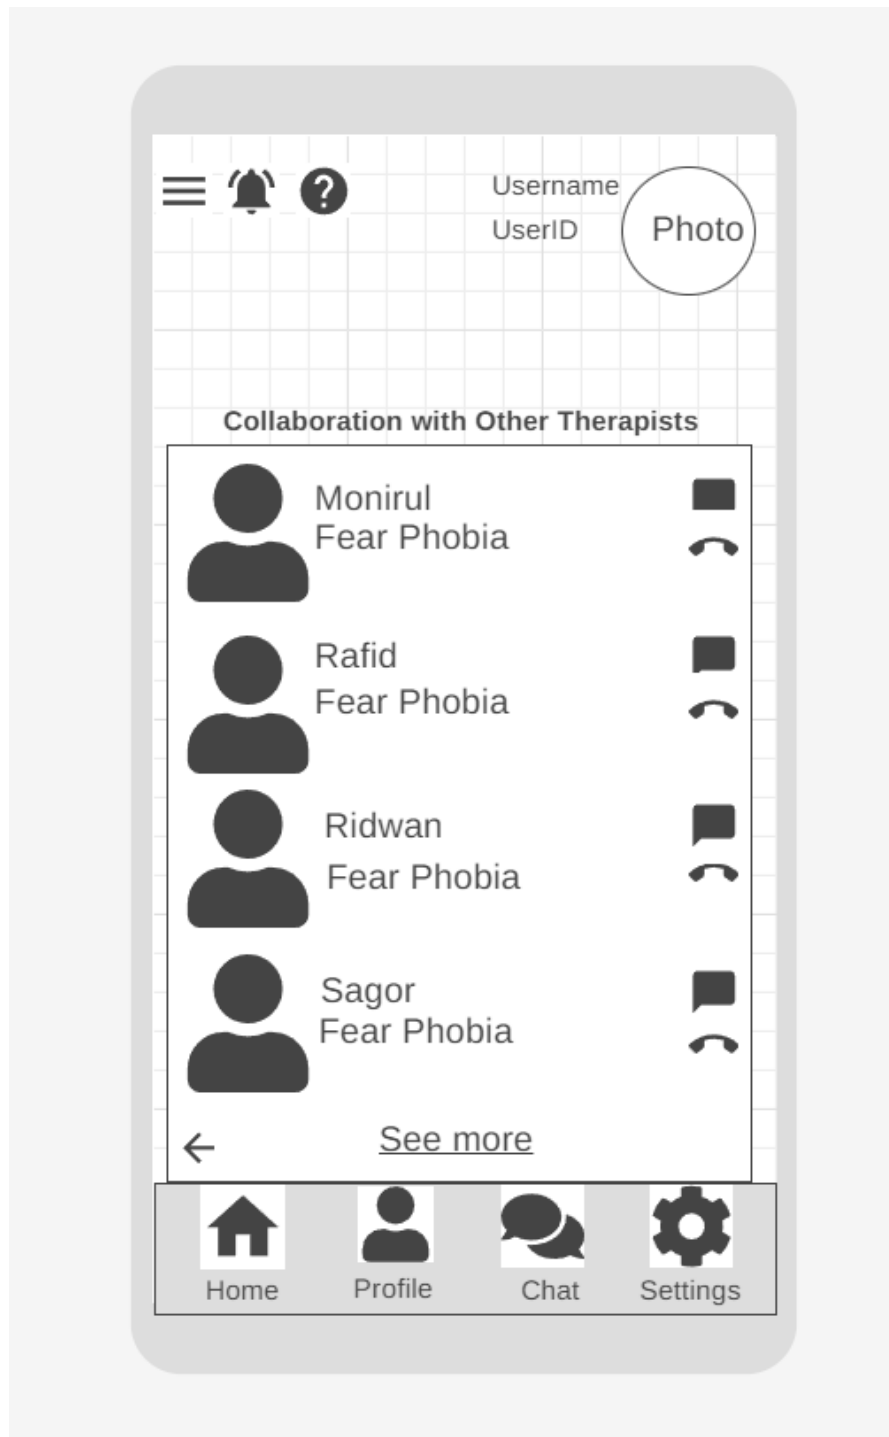 Username
UserID
Photo
Collaboration with Other Therapists
Monirul
Fear Phobia
Rafid
Fear Phobia
Ridwan
Fear Phobia
Sagor
Fear Phobia
See more
Home
Profile
Chat
Settings